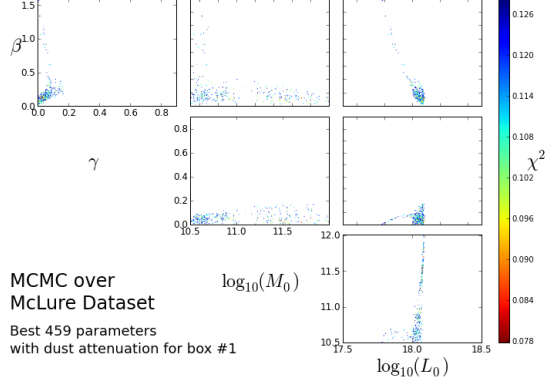 1.5
1.0
0.5
0.0
β
0.0 0.2 0.4 0.6 0.8
0.126
0.120
0.114
0.108
0.102
0.096
0.090
0.084
0.078
χ²
0.8
0.6
0.4
0.2
0.0
γ
10.5 11.0 11.5
12.0
11.5
11.0
10.5
17.5 18.0 18.5
log₁₀(M₀)
log₁₀(L₀)
MCMC over
McLure Dataset
Best 459 parameters
with dust attenuation for box #1